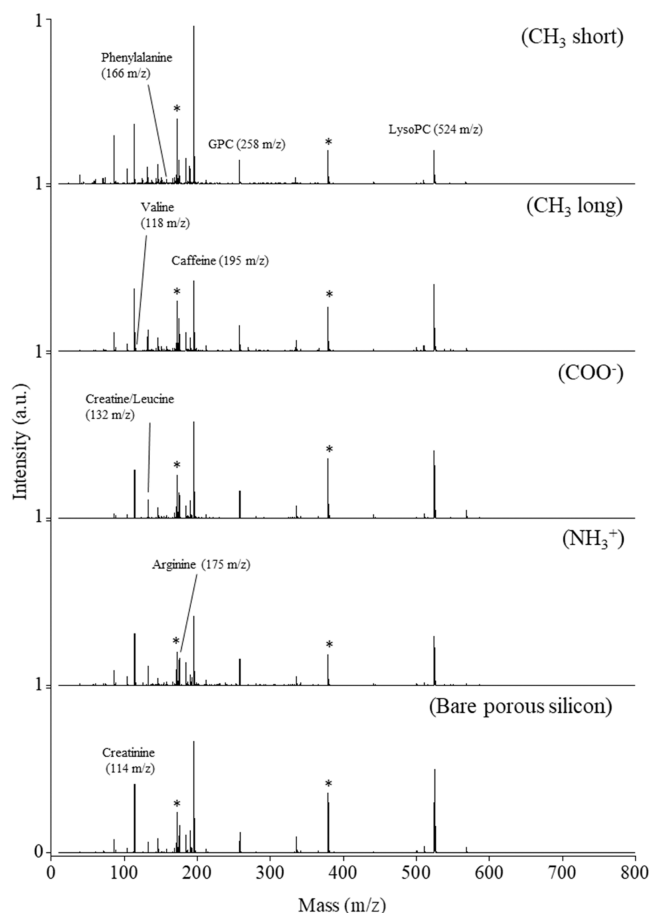 1
(CH₃ short)
Phenylalanine
(166 m/z)
*
GPC (258 m/z)
*
LysoPC (524 m/z)
1
(CH₃ long)
Valine
(118 m/z)
Caffeine (195 m/z)
*
*
1
(COO⁻)
Creatine/Leucine
(132 m/z)
*
*
1
(NH₃⁺)
Arginine (175 m/z)
*
*
1
(Bare porous silicon)
Creatinine
(114 m/z)
*
*
0
Intensity (a.u.)
0 100 200 300 400 500 600 700 800
Mass (m/z)